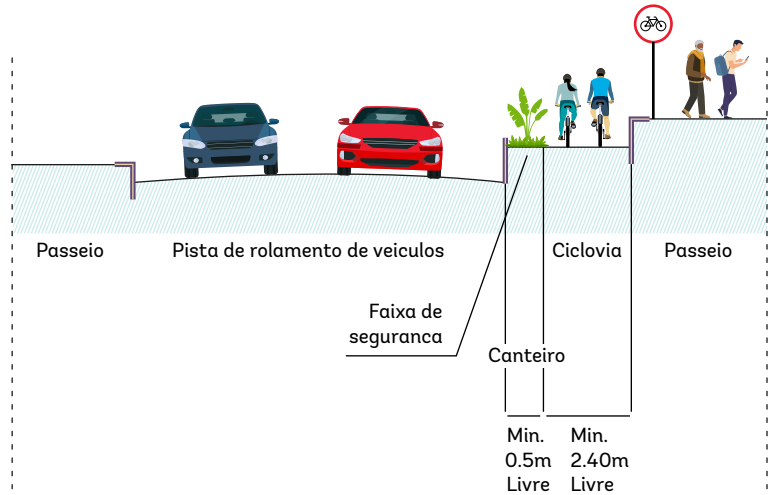 Passeio
Pista de rolamento de veiculos
Ciclovia
Passeio
Faixa de
seguranca
Canteiro
Min.
0.5m
Livre
Min.
2.40m
Livre